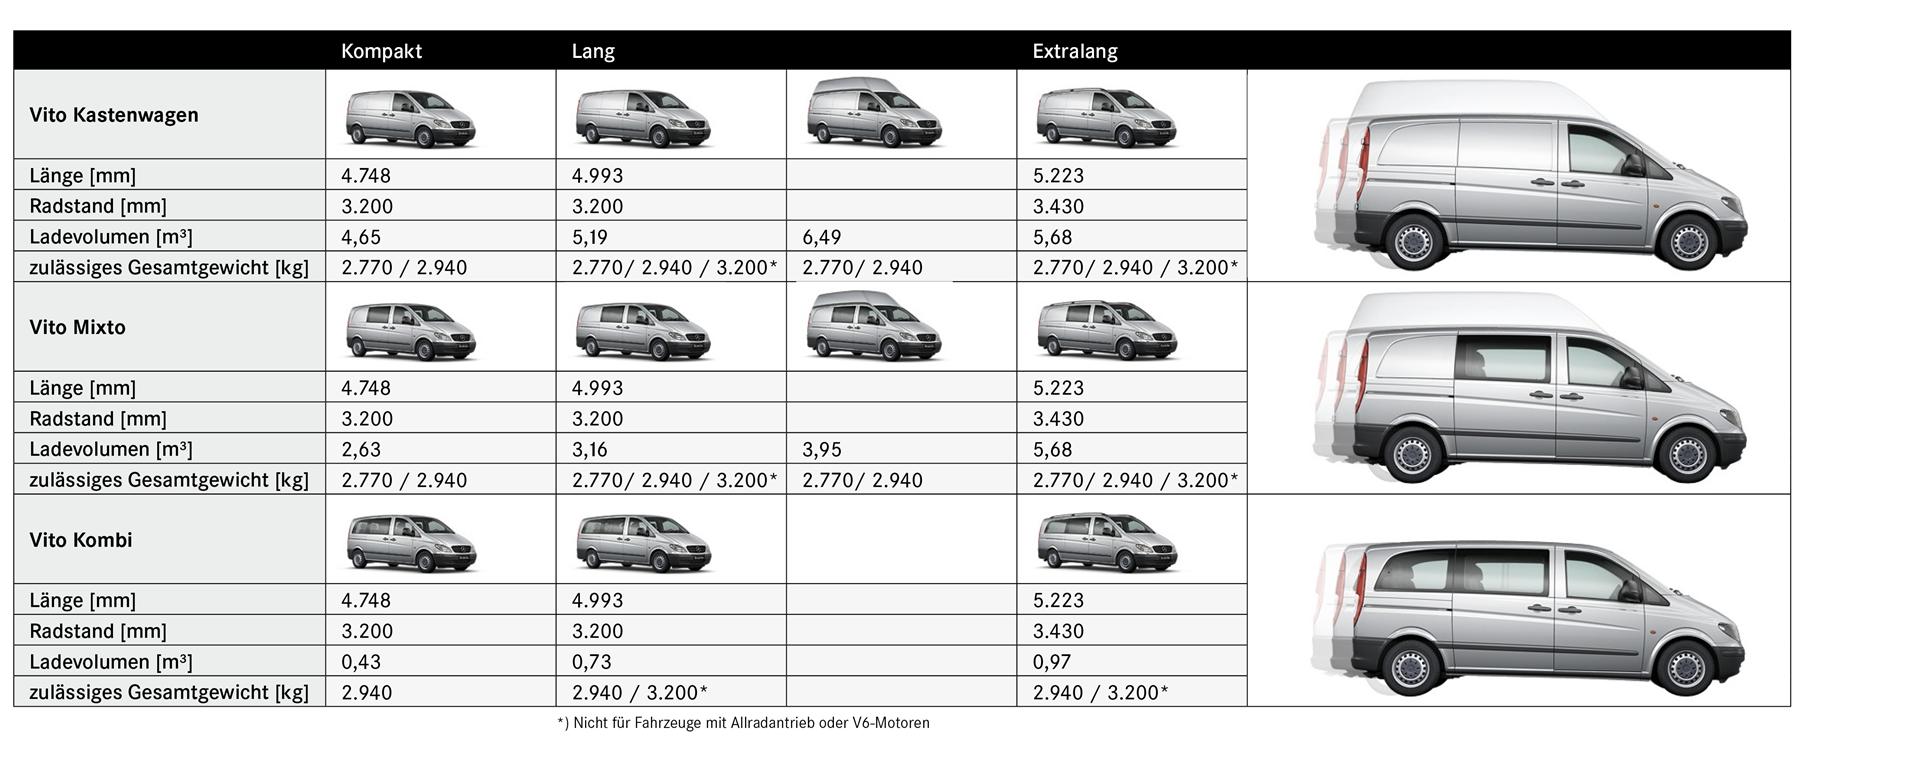 Kompakt Lang Extralang
Vito Kastenwagen
Länge [mm] 4.748 4.993 5.223
Radstand [mm] 3.200 3.200 3.430
Ladevolumen [m³] 4,65 5,19 6,49 5,68
zulässiges Gesamtgewicht [kg] 2.770 / 2.940 2.770/ 2.940 / 3.200* 2.770/ 2.940 2.770/ 2.940 / 3.200*
Vito Mixto
Länge [mm] 4.748 4.993 5.223
Radstand [mm] 3.200 3.200 3.430
Ladevolumen [m³] 2,63 3,16 3,95 5,68
zulässiges Gesamtgewicht [kg] 2.770 / 2.940 2.770/ 2.940 / 3.200* 2.770/ 2.940 2.770/ 2.940 / 3.200*
Vito Kombi
Länge [mm] 4.748 4.993 5.223
Radstand [mm] 3.200 3.200 3.430
Ladevolumen [m³] 0,43 0,73 0,97
zulässiges Gesamtgewicht [kg] 2.940 2.940 / 3.200* 2.940 / 3.200*
*) Nicht für Fahrzeuge mit Allradantrieb oder V6-Motoren